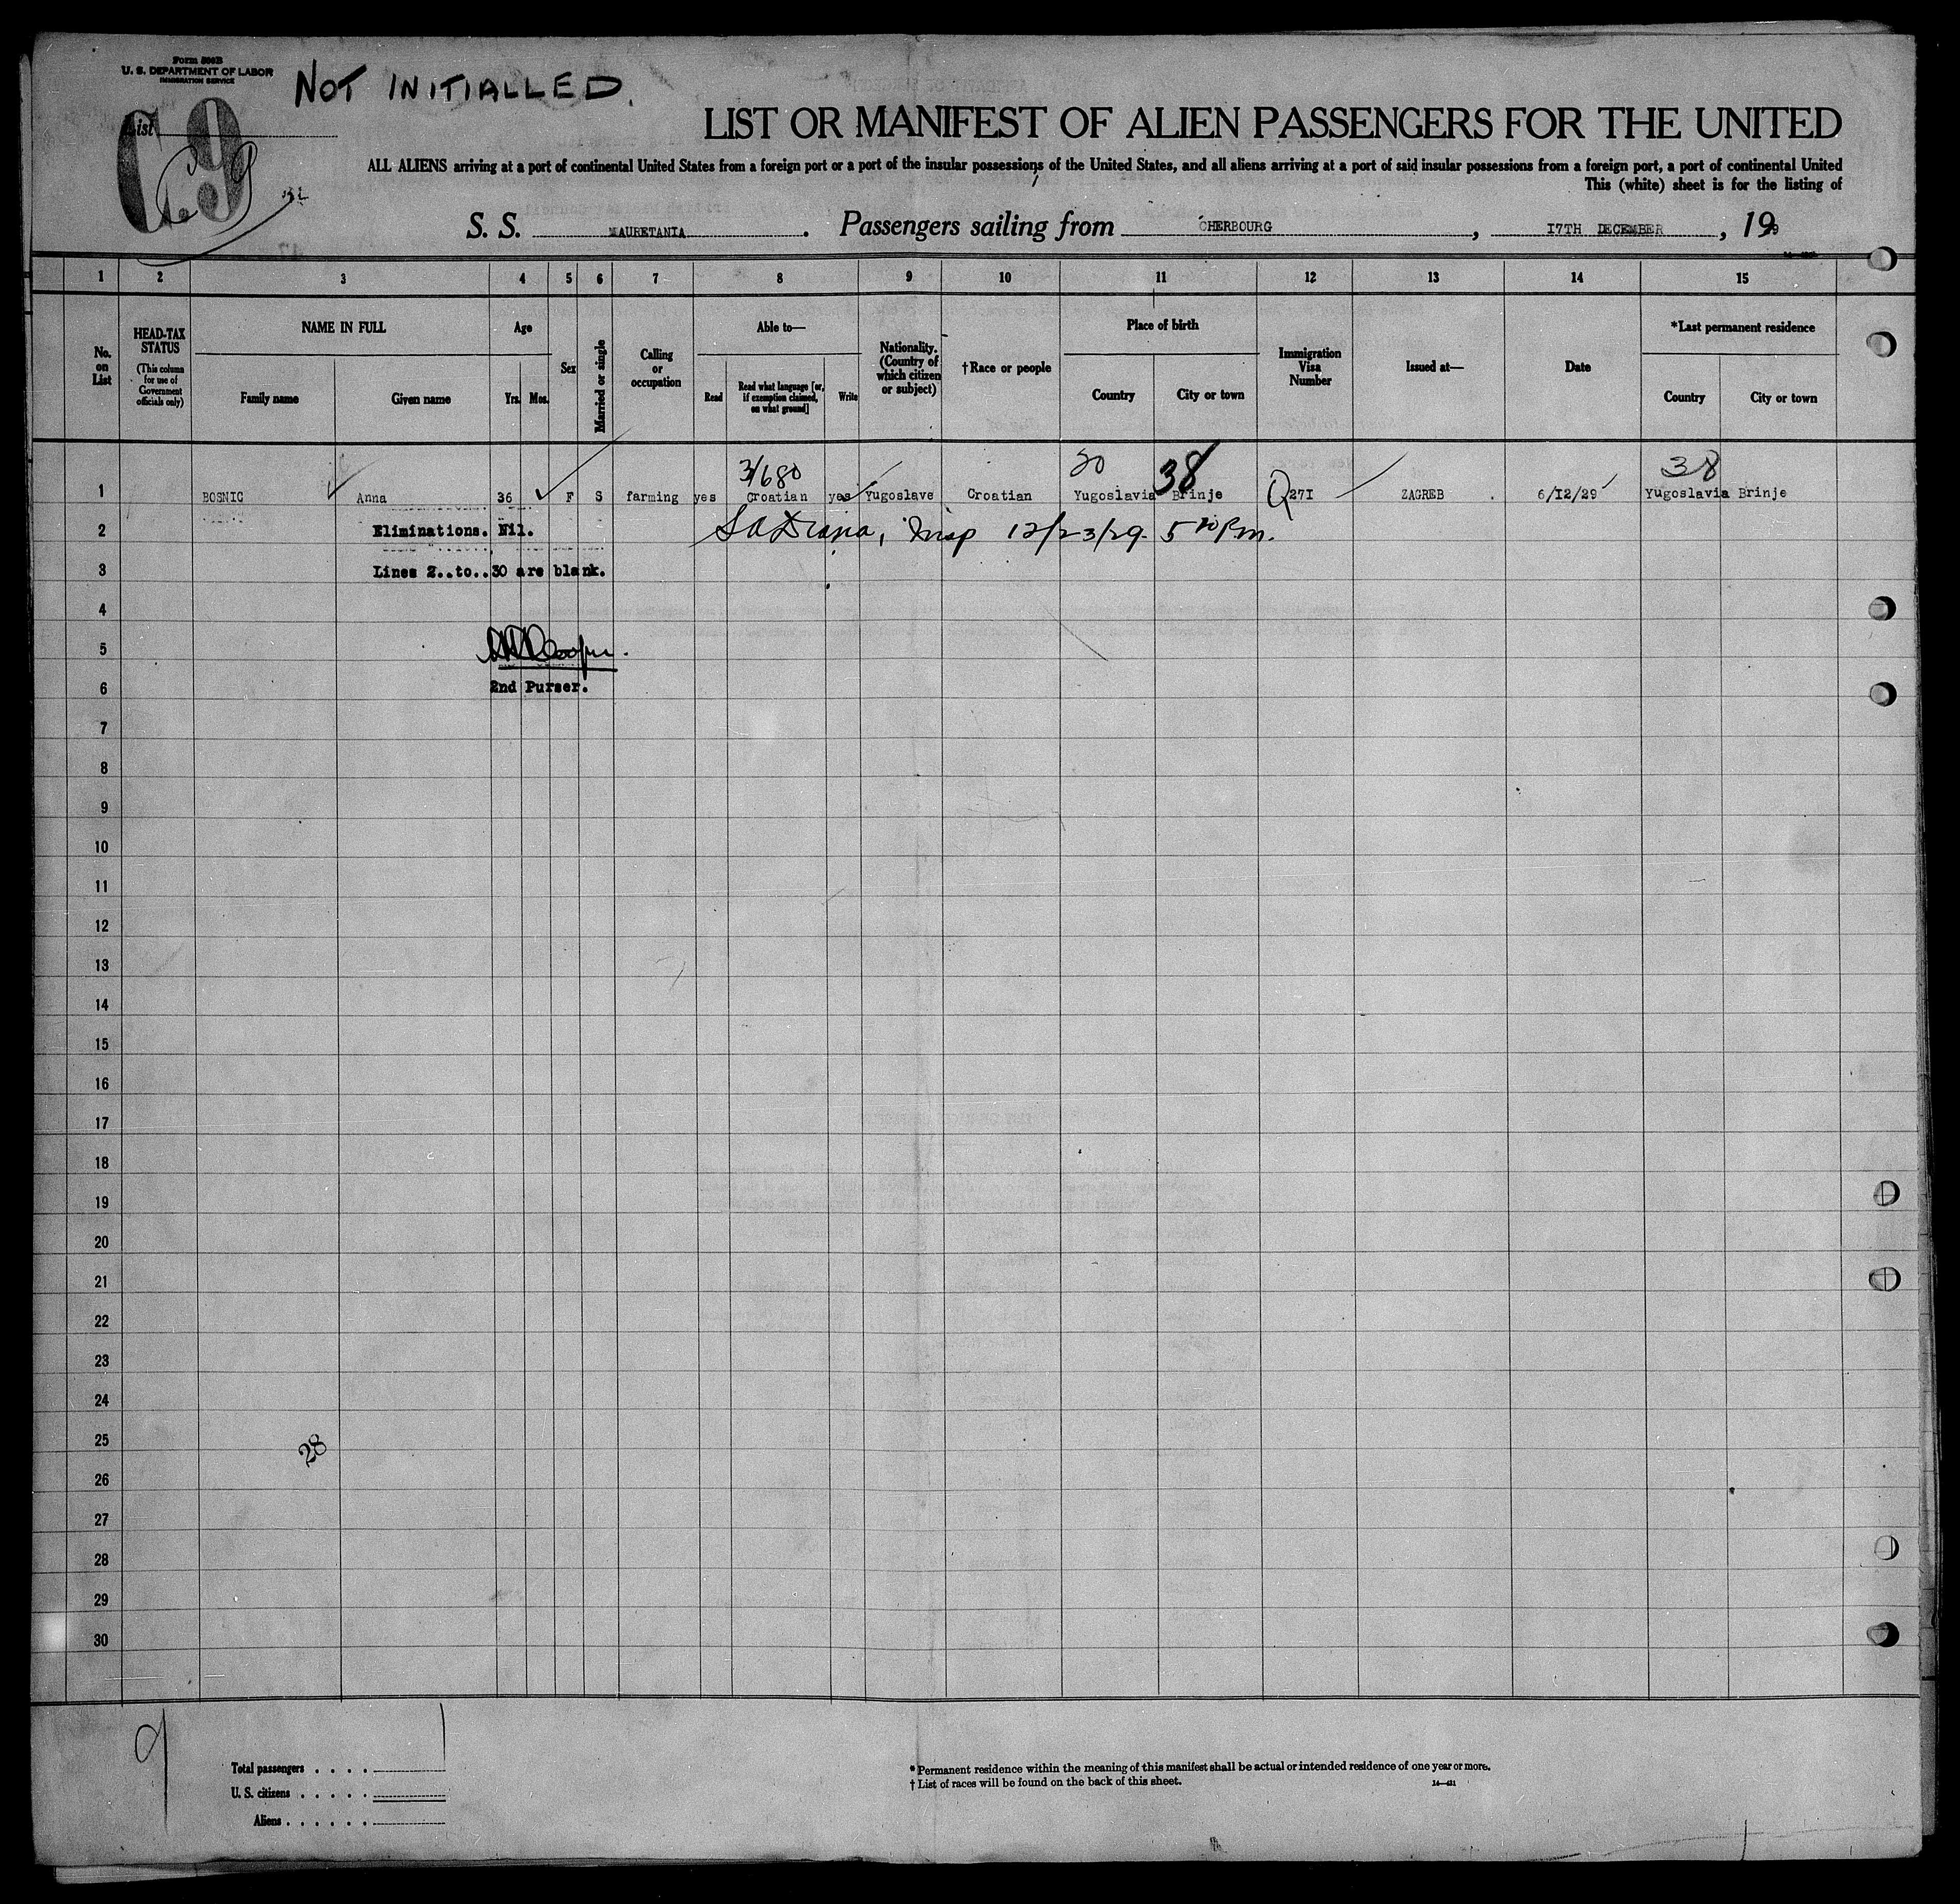 Form 500B
U. S. DEPARTMENT OF LABOR
IMMIGRATION SERVICE
NOT INITIALLED.
List
69
LIST OR MANIFEST OF ALIEN PASSENGERS FOR THE UNITED
ALL ALIENS arriving at a port of continental United States from a foreign port or a port of the insular possessions of the United States, and all aliens arriving at a port of said insular possessions from a foreign port, a port of continental United
This (white) sheet is for the listing of
S. S. MAURETANIA. Passengers sailing from CHERBOURG, 17TH DECEMBER, 1929
1 2 3 4 5 6 7 8 9 10 11 12 13 14 15
No. on List
HEAD-TAX STATUS (This column for use of Government officials only)
NAME IN FULL
Family name Given name
Age
Yrs. Mos.
Sex
Married or single
Calling or occupation
Able to—
Read Read what language [or, if exemption claimed, on what ground] Write
Nationality. (Country of which citizen or subject)
†Race or people
Place of birth
Country City or town
Immigration Visa Number
Issued at—
Date
*Last permanent residence
Country City or town
3/680 30 38 38
1 BOSNIC Anna 36 F S farming yes Croatian yes Yugoslave Croatian Yugoslavia Brinje Q 271 ZAGREB 6/12/29 Yugoslavia Brinje
2 Eliminations. Nil. Insp 12/23/29. 5 P.m.
3 Lines 2..to..30 are blank.
4
5
6 2nd Purser.
7
8
9
10
11
12
13
14
15
16
17
18
19
20
21
22
23
24
25
28
26
27
28
29
30
9
Total passengers . . . .
U. S. citizens . . . . .
Aliens . . . . . .
* Permanent residence within the meaning of this manifest shall be actual or intended residence of one year or more.
† List of races will be found on the back of this sheet.
14—421